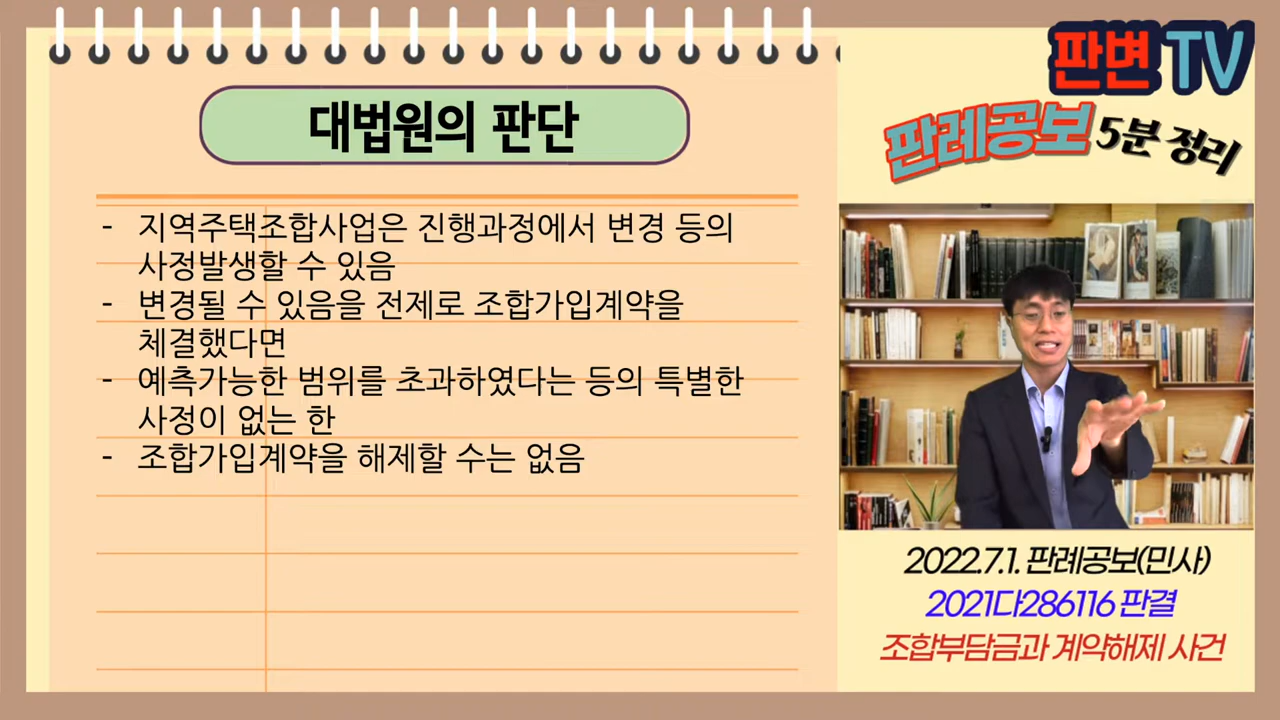 대법원의 판단
- 지역주택조합사업은 진행과정에서 변경 등의
사정발생할 수 있음
- 변경될 수 있음을 전제로 조합가입계약을
체결했다면
- 예측가능한 범위를 초과하였다는 등의 특별한
사정이 없는 한
- 조합가입계약을 해제할 수는 없음
판변 TV
판례공보 5분 정리
2022.7.1. 판례공보(민사)
2021다286116 판결
조합부담금과 계약해제 사건